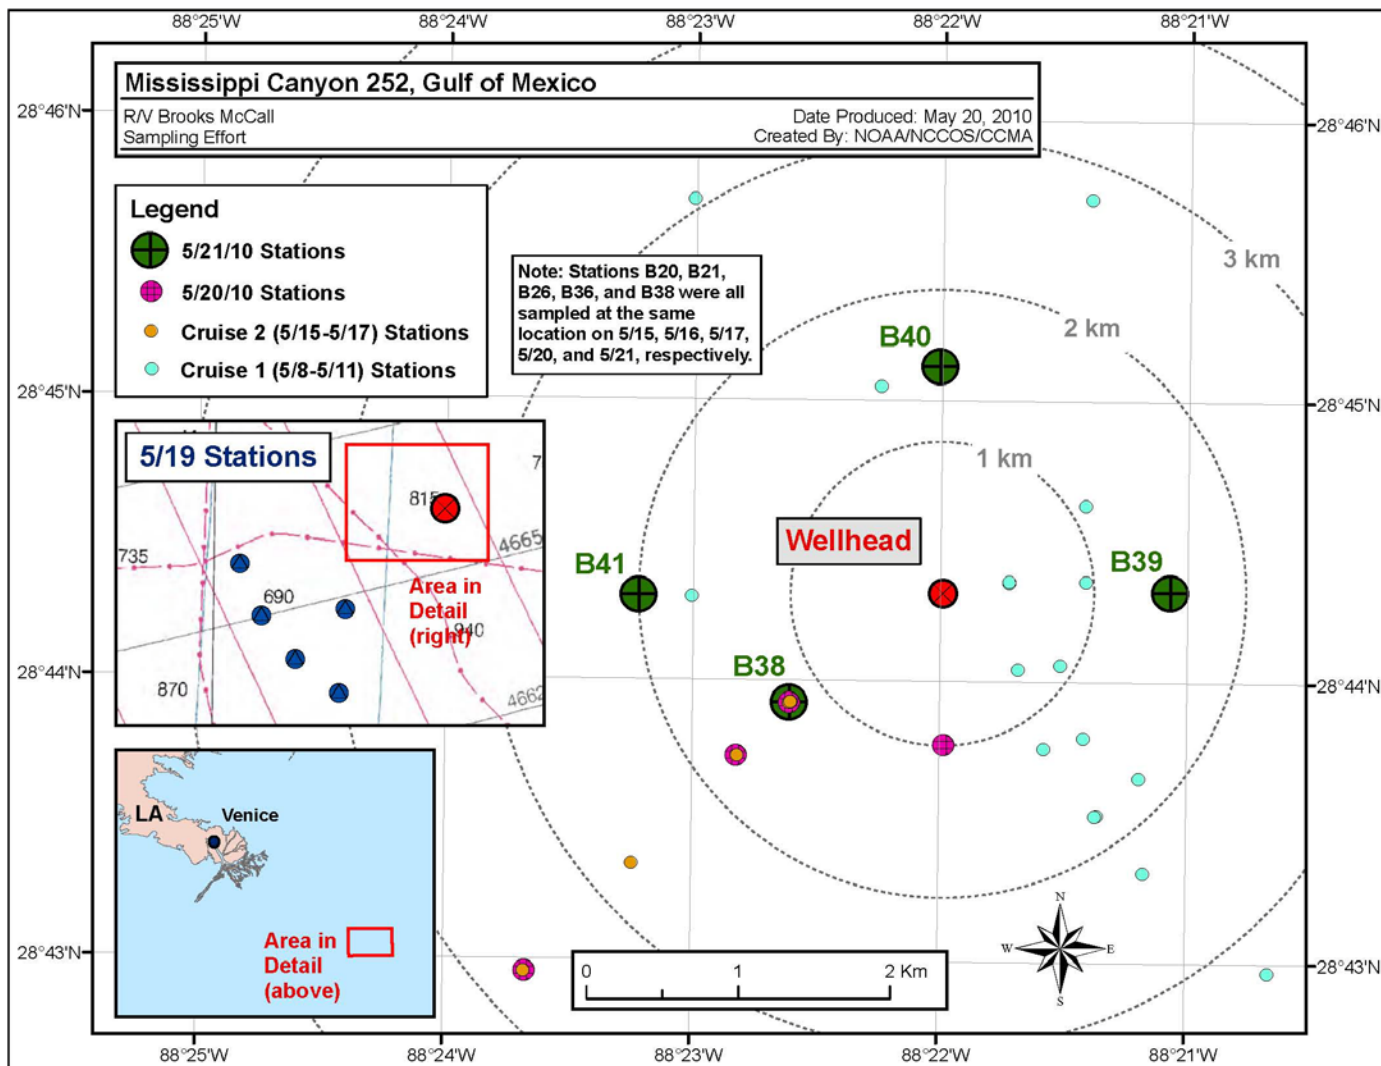 88°25'W 88°24'W 88°23'W 88°22'W 88°21'W
Mississippi Canyon 252, Gulf of Mexico
R/V Brooks McCall Date Produced: May 20, 2010
Sampling Effort Created By: NOAA/NCCOS/CCMA
28°46'N 28°46'N
Legend
5/21/10 Stations
5/20/10 Stations
Cruise 2 (5/15-5/17) Stations
Cruise 1 (5/8-5/11) Stations
Note: Stations B20, B21,
B26, B36, and B38 were all
sampled at the same
location on 5/15, 5/16, 5/17,
5/20, and 5/21, respectively.
3 km
2 km
B40
28°45'N 28°45'N
1 km
5/19 Stations
7
815
4665
735
Area in
Detail
(right)
690
940
870
4662
Wellhead
B41
B39
B38
28°44'N 28°44'N
LA
Venice
Area in
Detail
(above)
28°43'N 28°43'N
0 1 2 Km
N
W E
S
88°25'W 88°24'W 88°23'W 88°22'W 88°21'W